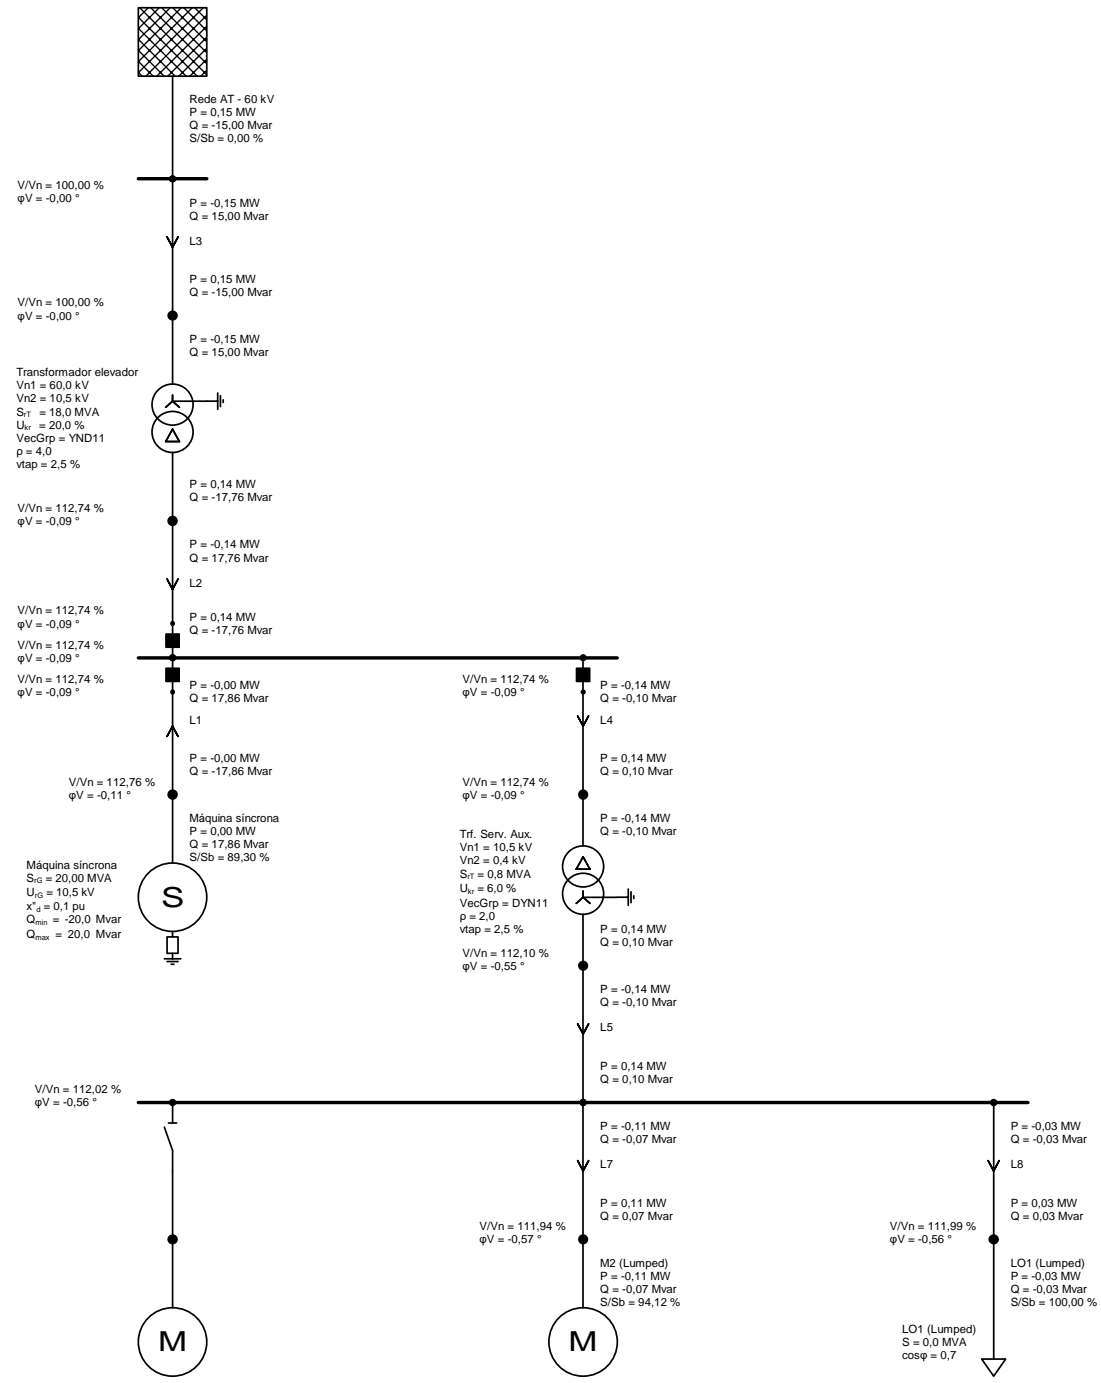 Rede AT - 60 kV
P = 0,15 MW
Q = -15,00 Mvar
S/Sb = 0,00 %
V/Vn = 100,00 %
φV = -0,00 °
P = -0,15 MW
Q = 15,00 Mvar
L3
P = 0,15 MW
Q = -15,00 Mvar
V/Vn = 100,00 %
φV = -0,00 °
P = -0,15 MW
Q = 15,00 Mvar
Transformador elevador
Vn1 = 60,0 kV
Vn2 = 10,5 kV
SrT = 18,0 MVA
Ukr = 20,0 %
VecGrp = YND11
ρ = 4,0
vtap = 2,5 %
P = 0,14 MW
Q = -17,76 Mvar
V/Vn = 112,74 %
φV = -0,09 °
P = -0,14 MW
Q = 17,76 Mvar
L2
V/Vn = 112,74 %
φV = -0,09 °
P = 0,14 MW
Q = -17,76 Mvar
V/Vn = 112,74 %
φV = -0,09 °
V/Vn = 112,74 %
φV = -0,09 °
P = -0,00 MW
Q = 17,86 Mvar
L1
P = -0,00 MW
Q = -17,86 Mvar
V/Vn = 112,76 %
φV = -0,11 °
Máquina síncrona
P = 0,00 MW
Q = 17,86 Mvar
S/Sb = 89,30 %
Máquina síncrona
SrG = 20,00 MVA
UrG = 10,5 kV
x"d = 0,1 pu
Qmin = -20,0 Mvar
Qmax = 20,0 Mvar
S
V/Vn = 112,74 %
φV = -0,09 °
P = -0,14 MW
Q = -0,10 Mvar
L4
P = 0,14 MW
Q = 0,10 Mvar
V/Vn = 112,74 %
φV = -0,09 °
P = -0,14 MW
Q = -0,10 Mvar
Trf. Serv. Aux.
Vn1 = 10,5 kV
Vn2 = 0,4 kV
SrT = 0,8 MVA
Ukr = 6,0 %
VecGrp = DYN11
ρ = 2,0
vtap = 2,5 %
P = 0,14 MW
Q = 0,10 Mvar
V/Vn = 112,10 %
φV = -0,55 °
P = -0,14 MW
Q = -0,10 Mvar
L5
P = 0,14 MW
Q = 0,10 Mvar
V/Vn = 112,02 %
φV = -0,56 °
M
P = -0,11 MW
Q = -0,07 Mvar
L7
P = 0,11 MW
Q = 0,07 Mvar
V/Vn = 111,94 %
φV = -0,57 °
M2 (Lumped)
P = -0,11 MW
Q = -0,07 Mvar
S/Sb = 94,12 %
M
P = -0,03 MW
Q = -0,03 Mvar
L8
P = 0,03 MW
Q = 0,03 Mvar
V/Vn = 111,99 %
φV = -0,56 °
LO1 (Lumped)
P = -0,03 MW
Q = -0,03 Mvar
S/Sb = 100,00 %
LO1 (Lumped)
S = 0,0 MVA
cosφ = 0,7